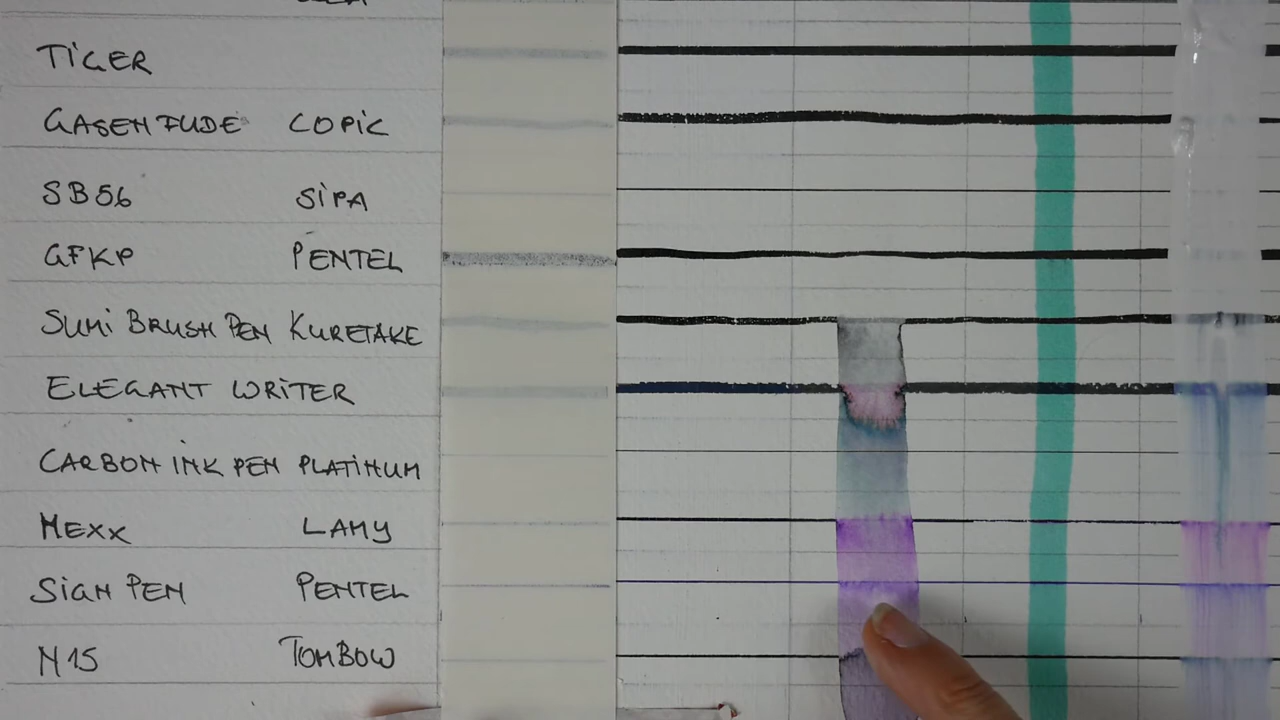 TIGER
GASENFUDE COPIC
SB56 SIPA
GFKP PENTEL
SUMI BRUSH PEN KURETAKE
ELEGANT WRITER
CARBON INK PEN PLATINUM
NEXX LAMY
SIGN PEN PENTEL
N15 TOMBOW